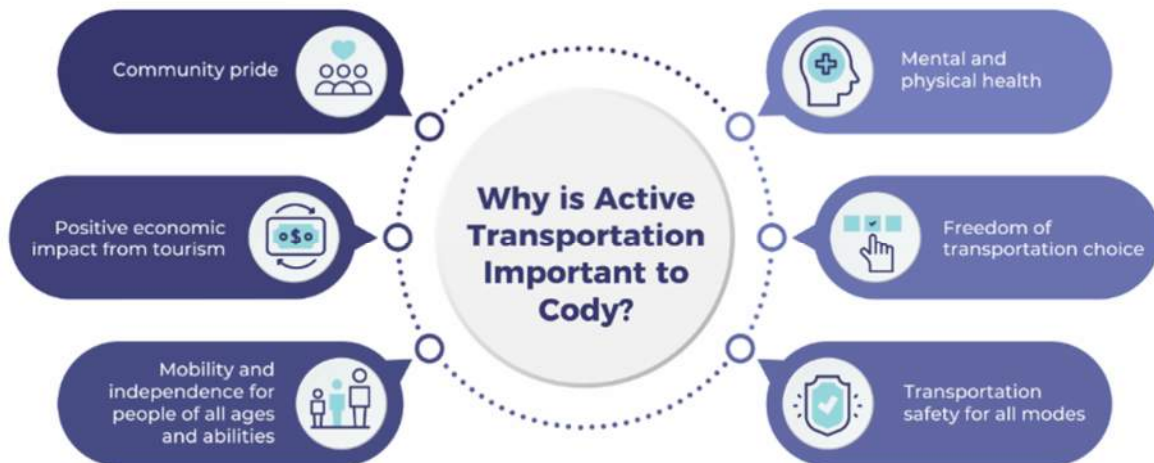 Community pride
Positive economic
impact from tourism
Mobility and
independence for
people of all ages
and abilities
Why is Active
Transportation
Important to
Cody?
Mental and
physical health
Freedom of
transportation choice
Transportation
safety for all modes